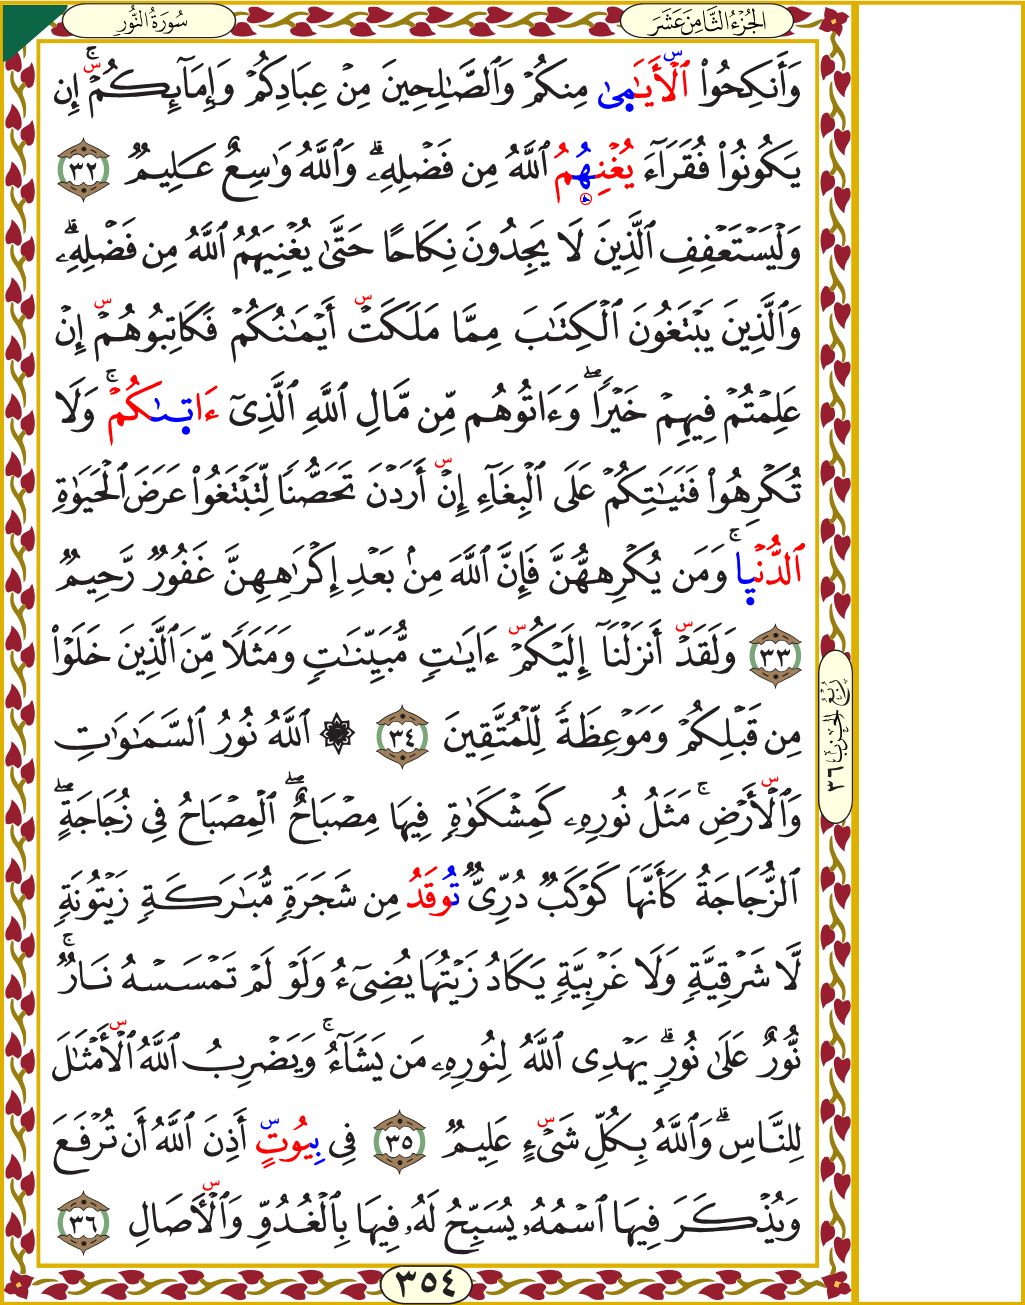 الجُزْءُ الثَّامِنَ عَشَرَ
سُورَةُ النُّورِ
وَأَنكِحُوا۟ ٱلْأَيَـٰمَىٰ مِنكُمْ وَٱلصَّـٰلِحِينَ مِنْ عِبَادِكُمْ وَإِمَآئِكُمْۚ إِن
يَكُونُوا۟ فُقَرَآءَ يُغْنِهُمُ ٱللَّهُ مِن فَضْلِهِۦۗ وَٱللَّهُ وَٰسِعٌ عَلِيمٌ ٣٢
وَلْيَسْتَعْفِفِ ٱلَّذِينَ لَا يَجِدُونَ نِكَاحًا حَتَّىٰ يُغْنِيَهُمُ ٱللَّهُ مِن فَضْلِهِۦۗ
وَٱلَّذِينَ يَبْتَغُونَ ٱلْكِتَـٰبَ مِمَّا مَلَكَتْ أَيْمَـٰنُكُمْ فَكَاتِبُوهُمْ إِنْ
عَلِمْتُمْ فِيهِمْ خَيْرًاۖ وَءَاتُوهُم مِّن مَّالِ ٱللَّهِ ٱلَّذِىٓ ءَاتَىٰكُمْۚ وَلَا
تُكْرِهُوا۟ فَتَيَـٰتِكُمْ عَلَى ٱلْبِغَآءِ إِنْ أَرَدْنَ تَحَصُّنًا لِّتَبْتَغُوا۟ عَرَضَ ٱلْحَيَوٰةِ
ٱلدُّنْيَاۚ وَمَن يُكْرِههُّنَّ فَإِنَّ ٱللَّهَ مِنۢ بَعْدِ إِكْرَٰهِهِنَّ غَفُورٌ رَّحِيمٌ
٣٣ وَلَقَدْ أَنزَلْنَآ إِلَيْكُمْ ءَايَـٰتٍ مُّبَيِّنَـٰتٍ وَمَثَلًا مِّنَ ٱلَّذِينَ خَلَوْا۟
مِن قَبْلِكُمْ وَمَوْعِظَةً لِّلْمُتَّقِينَ ٣٤ ۞ ٱللَّهُ نُورُ ٱلسَّمَـٰوَٰتِ
وَٱلْأَرْضِۚ مَثَلُ نُورِهِۦ كَمِشْكَوٰةٍ فِيهَا مِصْبَاحٌۖ ٱلْمِصْبَاحُ فِى زُجَاجَةٍۖ
ٱلزُّجَاجَةُ كَأَنَّهَا كَوْكَبٌ دُرِّىٌّ تُوقَدُ مِن شَجَرَةٍ مُّبَـٰرَكَةٍ زَيْتُونَةٍ
لَّا شَرْقِيَّةٍ وَلَا غَرْبِيَّةٍ يَكَادُ زَيْتُهَا يُضِىٓءُ وَلَوْ لَمْ تَمْسَسْهُ نَارٌۚ
نُّورٌ عَلَىٰ نُورٍۗ يَهْدِى ٱللَّهُ لِنُورِهِۦ مَن يَشَآءُۚ وَيَضْرِبُ ٱللَّهُ ٱلْأَمْثَـٰلَ
لِلنَّاسِۗ وَٱللَّهُ بِكُلِّ شَىْءٍ عَلِيمٌ ٣٥ فِى بِيُوتٍ أَذِنَ ٱللَّهُ أَن تُرْفَعَ
وَيُذْكَرَ فِيهَا ٱسْمُهُۥ يُسَبِّحُ لَهُۥ فِيهَا بِٱلْغُدُوِّ وَٱلْـَٔاصَالِ ٣٦
رُبْعُ الحِزْبِ ٣٦
٣٥٤